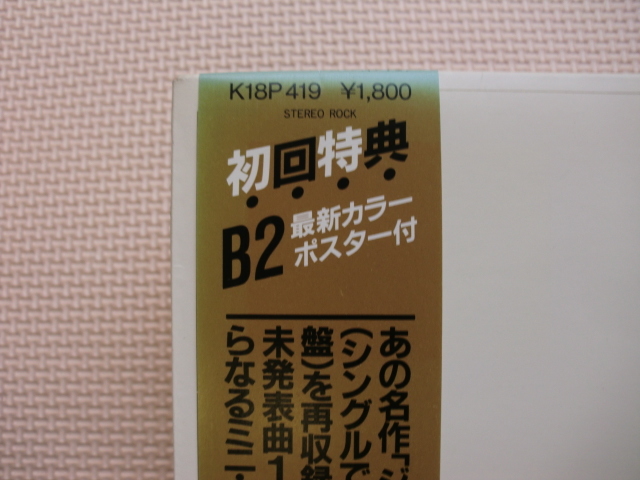 K18P 419 ¥1,800
STEREO ROCK
初回特典
B2 最新カラー
ポスター付
あの名作「ジ
(シングルで
盤)を再収録
未発表曲1
らなるミニ・